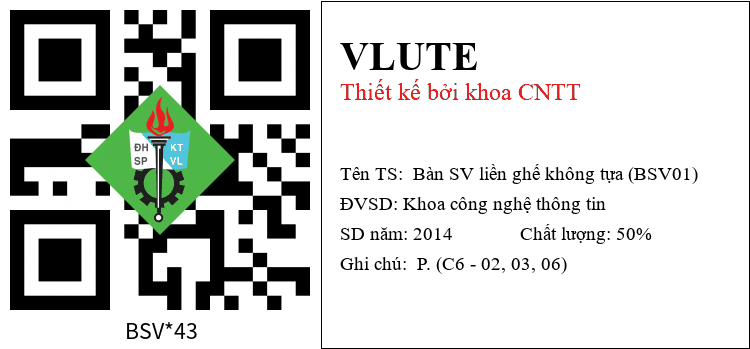 ĐH KT
SP VL
BSV*43
VLUTE
Thiết kế bởi khoa CNTT
Tên TS: Bàn SV liền ghế không tựa (BSV01)
ĐVSD: Khoa công nghệ thông tin
SD năm: 2014 Chất lượng: 50%
Ghi chú: P. (C6 - 02, 03, 06)